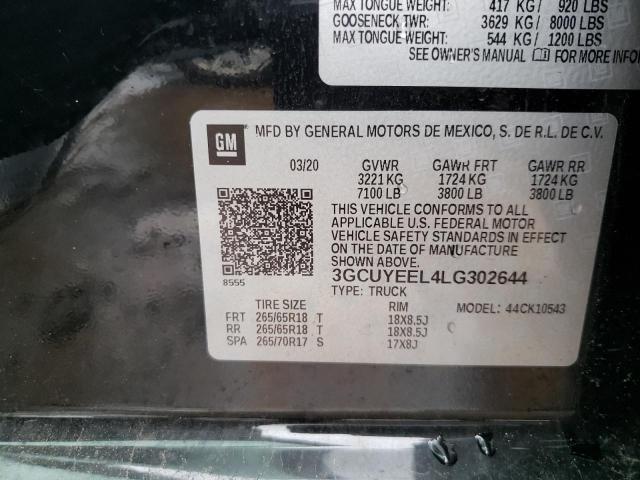 MAX TONGUE WEIGHT: 417 KG/ 920 LBS
GOOSENECK TWR: 3629 KG/ 8000 LBS
MAX TONGUE WEIGHT: 544 KG/ 1200 LBS
SEE OWNER'S MANUAL FOR MORE INFO
GM
MFD BY GENERAL MOTORS DE MEXICO, S. DE R.L. DE C.V.
03/20 GVWR GAWR FRT GAWR RR
3221 KG 1724 KG 1724 KG
7100 LB 3800 LB 3800 LB
THIS VEHICLE CONFORMS TO ALL
APPLICABLE U.S. FEDERAL MOTOR
VEHICLE SAFETY STANDARDS IN EFFECT
ON THE DATE OF MANUFACTURE
SHOWN ABOVE.
3GCUYEEL4LG302644
8555
TYPE: TRUCK
TIRE SIZE RIM MODEL: 44CK10543
FRT 265/65R18 T 18X8.5J
RR 265/65R18 T 18X8.5J
SPA 265/70R17 S 17X8J